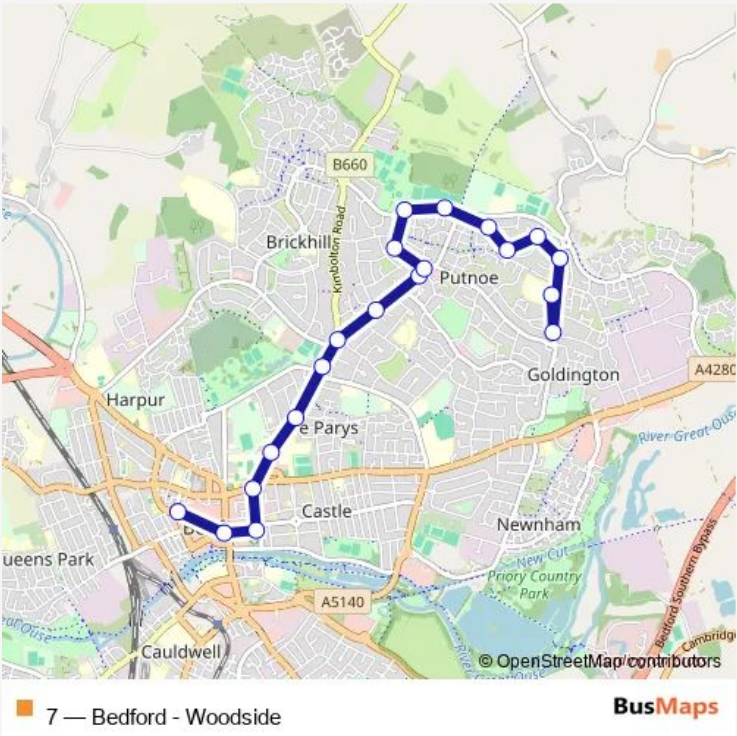 B660
Kimbolton Road
Brickhill
Putnoe
A4280
Goldington
Harpur
e Parys
River Great Ouse
Castle
Newnham
ueens Park
New Cut
Priory Country
Park
Bedford Southern Bypass
A5140
Cauldwell
Cambridg
© OpenStreetMap contributors
7 — Bedford - Woodside
BusMaps